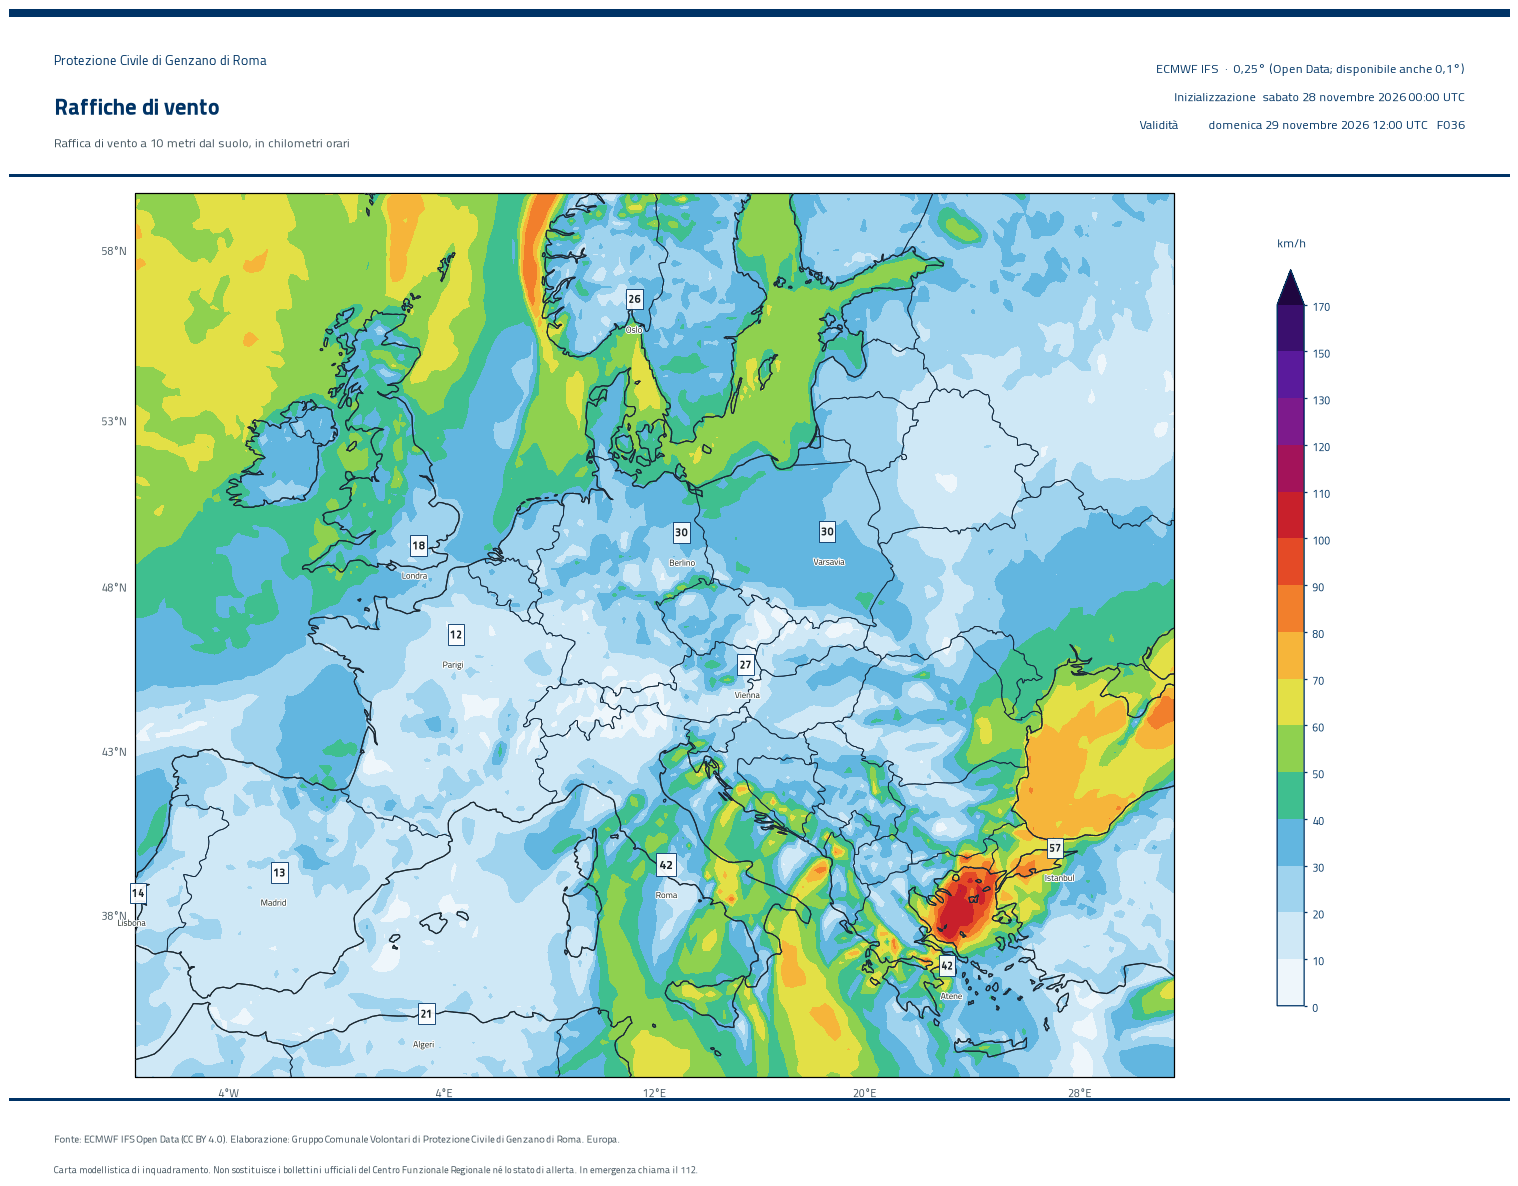 Protezione Civile di Genzano di Roma
Raffiche di vento
Raffica di vento a 10 metri dal suolo, in chilometri orari
ECMWF IFS · 0,25° (Open Data; disponibile anche 0,1°)
Inizializzazione sabato 28 novembre 2026 00:00 UTC
Validità domenica 29 novembre 2026 12:00 UTC F036
58°N
53°N
48°N
43°N
38°N
4°W
4°E
12°E
20°E
28°E
26
Oslo
18
Londra
30
Berlino
30
Varsavia
12
Parigi
27
Vienna
13
Madrid
14
Lisbona
42
Roma
57
Istanbul
42
Atene
21
Algeri
km/h
170
150
130
120
110
100
90
80
70
60
50
40
30
20
10
0
Fonte: ECMWF IFS Open Data (CC BY 4.0). Elaborazione: Gruppo Comunale Volontari di Protezione Civile di Genzano di Roma. Europa.
Carta modellistica di inquadramento. Non sostituisce i bollettini ufficiali del Centro Funzionale Regionale né lo stato di allerta. In emergenza chiama il 112.